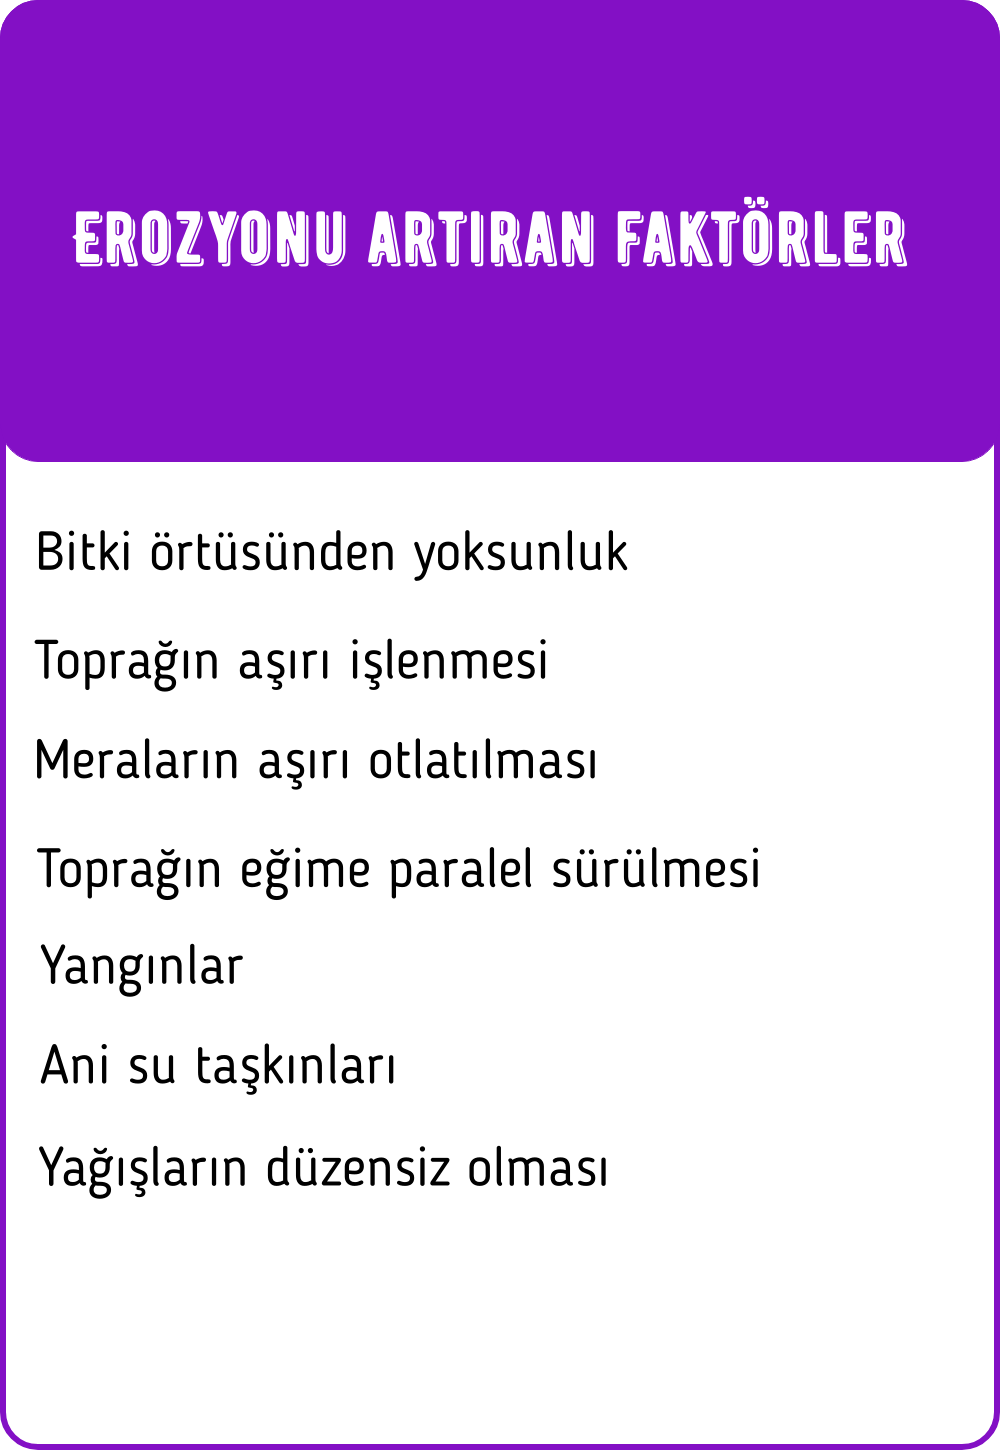 EROZYONU ARTIRAN FAKTÖRLER
Bitki örtüsünden yoksunluk
Toprağın aşırı işlenmesi
Meraların aşırı otlatılması
Toprağın eğime paralel sürülmesi
Yangınlar
Ani su taşkınları
Yağışların düzensiz olması